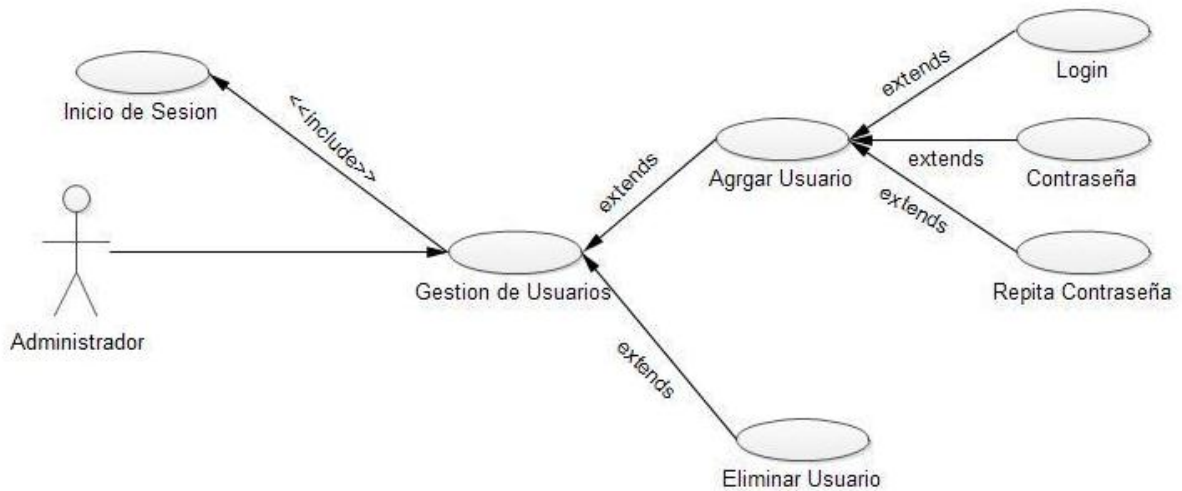 Inicio de Sesion
<<include>>
Administrador
Gestion de Usuarios
extends
extends
Agrgar Usuario
Eliminar Usuario
extends
extends
extends
Login
Contraseña
Repita Contraseña